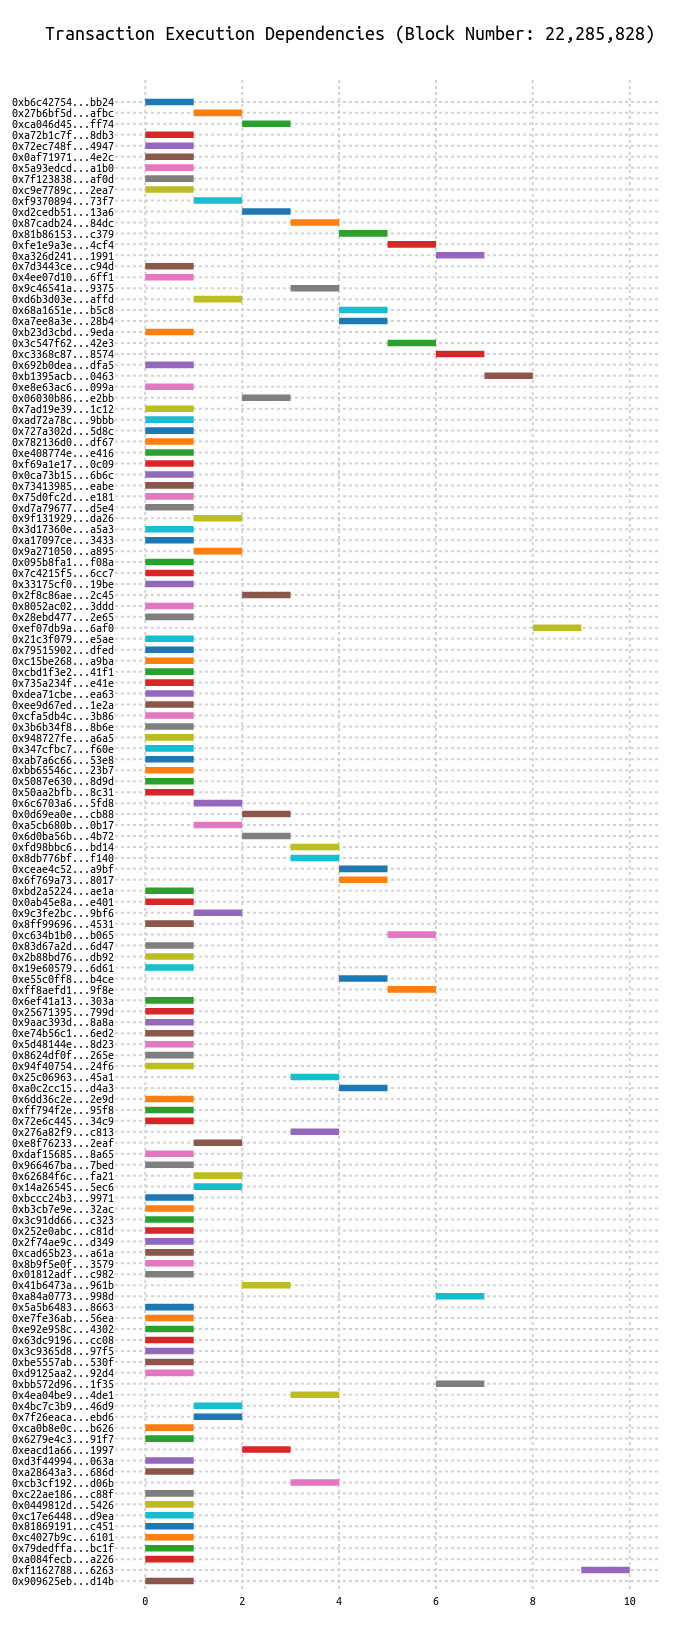 Transaction Execution Dependencies (Block Number: 22,285,828)
0xb6c42754...bb24
0x27b6bf5d...afbc
0xca046d45...ff74
0xa72b1c7f...8db3
0x72ec748f...4947
0x0af71971...4e2c
0x5a93edcd...a1b0
0x7f123838...af0d
0xc9e7789c...2ea7
0xf9370894...73f7
0xd2cedb51...13a6
0x87cadb24...84dc
0x81b86153...c379
0xfe1e9a3e...4cf4
0xa326d241...1991
0x7d3443ce...c94d
0x4ee07d10...6ff1
0x9c46541a...9375
0xd6b3d03e...affd
0x68a1651e...b5c8
0xa7ee8a3e...28b4
0xb23d3cbd...9eda
0x3c547f62...42e3
0xc3368c87...8574
0x692b0dea...dfa5
0xb1395acb...0463
0xe8e63ac6...099a
0x06030b86...e2bb
0x7ad19e39...1c12
0xad72a78c...9bbb
0x727a302d...5d8c
0x782136d0...df67
0xe408774e...e416
0xf69a1e17...0c09
0x0ca73b15...6b6c
0x73413985...eabe
0x75d0fc2d...e181
0xd7a79677...d5e4
0x9f131929...da26
0x3d17360e...a5a3
0xa17097ce...3433
0x9a271050...a895
0x095b8fa1...f08a
0x7c4215f5...6cc7
0x33175cf0...19be
0x2f8c86ae...2c45
0x8052ac02...3ddd
0x28ebd477...2e65
0xef07db9a...6af0
0x21c3f079...e5ae
0x79515902...dfed
0xc15be268...a9ba
0xcbd1f3e2...41f1
0x735a234f...e41e
0xdea71cbe...ea63
0xee9d67ed...1e2a
0xcfa5db4c...3b86
0x3b6b34f8...8b6e
0x948727fe...a6a5
0x347cfbc7...f60e
0xab7a6c66...53e8
0xbb65546c...23b7
0x5087e630...8d9d
0x50aa2bfb...8c31
0x6c6703a6...5fd8
0x0d69ea0e...cb88
0xa5cb680b...0b17
0x6d0ba56b...4b72
0xfd98bbc6...bd14
0x8db776bf...f140
0xceae4c52...a9bf
0x6f769a73...8017
0xbd2a5224...ae1a
0x0ab45e8a...e401
0x9c3fe2bc...9bf6
0x8ff99696...4531
0xc634b1b0...b065
0x83d67a2d...6d47
0x2b88bd76...db92
0x19e60579...6d61
0xe55c0ff8...b4ce
0xff8aefd1...9f8e
0x6ef41a13...303a
0x25671395...799d
0x9aac393d...8a8a
0xe74b56c1...6ed2
0x5d48144e...8d23
0x8624df0f...265e
0x94f40754...24f6
0x25c06963...45a1
0xa0c2cc15...d4a3
0x6dd36c2e...2e9d
0xff794f2e...95f8
0x72e6c445...34c9
0x276a82f9...c813
0xe8f76233...2eaf
0xdaf15685...8a65
0x966467ba...7bed
0x62684f6c...fa21
0x14a26545...5ec6
0xbccc24b3...9971
0xb3cb7e9e...32ac
0x3c91dd66...c323
0x252e0abc...c81d
0x2f74ae9c...d349
0xcad65b23...a61a
0x8b9f5e0f...3579
0x01812adf...c982
0x41b6473a...961b
0xa84a0773...998d
0x5a5b6483...8663
0xe7fe36ab...56ea
0xe92e958c...4302
0x63dc9196...cc08
0x3c9365d8...97f5
0xbe5557ab...530f
0xd9125aa2...92d4
0xbb572d96...1f35
0x4ea04be9...4de1
0x4bc7c3b9...46d9
0x7f26eaca...ebd6
0xca0b8e0c...b626
0x6279e4c3...91f7
0xeacd1a66...1997
0xd3f44994...063a
0xa28643a3...686d
0xcb3cf192...d06b
0xc22ae186...c88f
0x0449812d...5426
0xc17e6448...d9ea
0x81869191...c451
0xc4027b9c...6101
0x79dedffa...bc1f
0xa084fecb...a226
0xf1162788...6263
0x909625eb...d14b
0 2 4 6 8 10